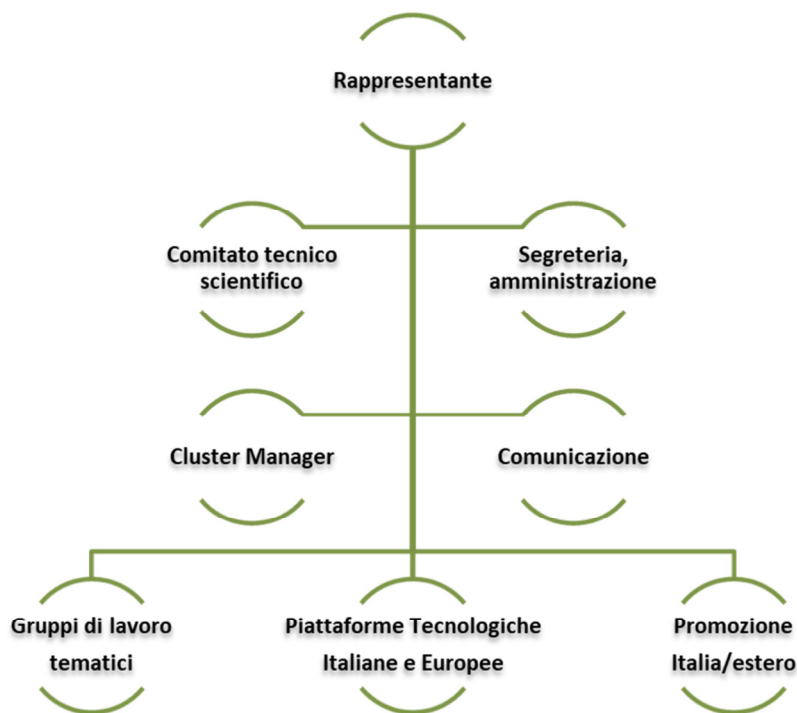 Rappresentante
Comitato tecnico
scientifico
Segreteria,
amministrazione
Cluster Manager
Comunicazione
Gruppi di lavoro
tematici
Piattaforme Tecnologiche
Italiane e Europee
Promozione
Italia/estero